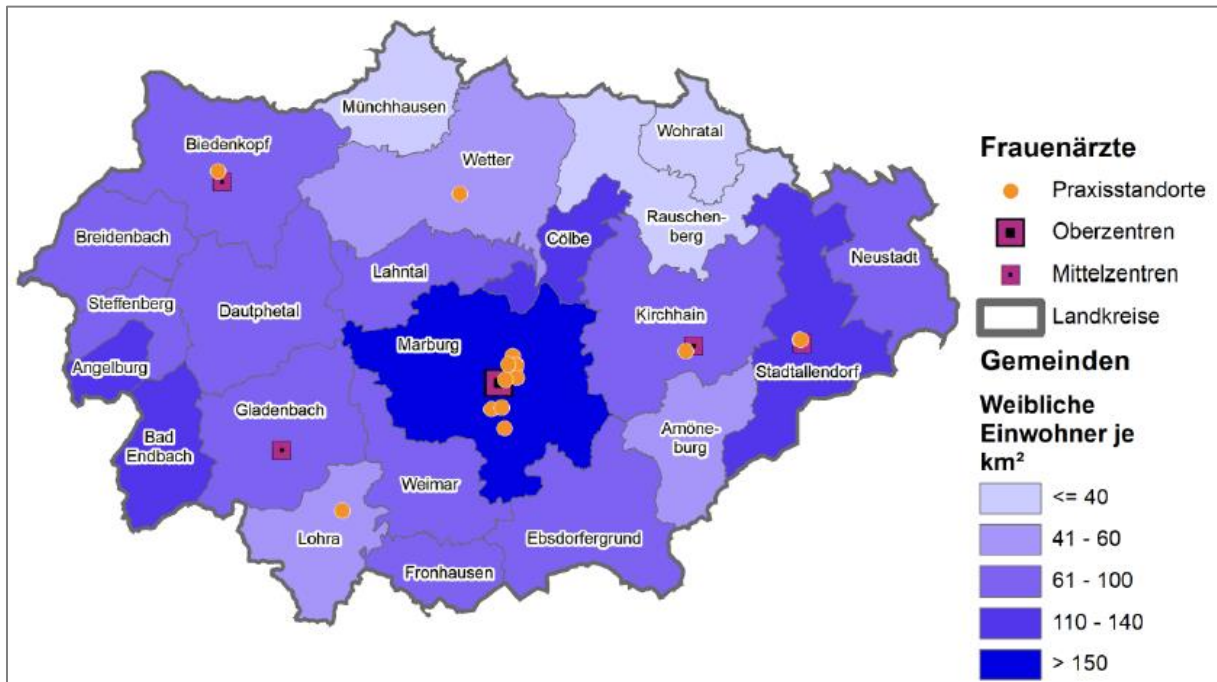 Münchhausen
Wohratal
Biedenkopf
Wetter
Rauschen-
berg
Breidenbach
Cölbe
Neustadt
Lahntal
Steffenberg
Dautphetal
Kirchhain
Marburg
Angelburg
Stadtallendorf
Gladenbach
Amöne-
burg
Bad
Endbach
Weimar
Lohra
Ebsdorfergrund
Fronhausen
Frauenärzte
Praxisstandorte
Oberzentren
Mittelzentren
Landkreise
Gemeinden
Weibliche
Einwohner je
km²
<= 40
41 - 60
61 - 100
110 - 140
> 150